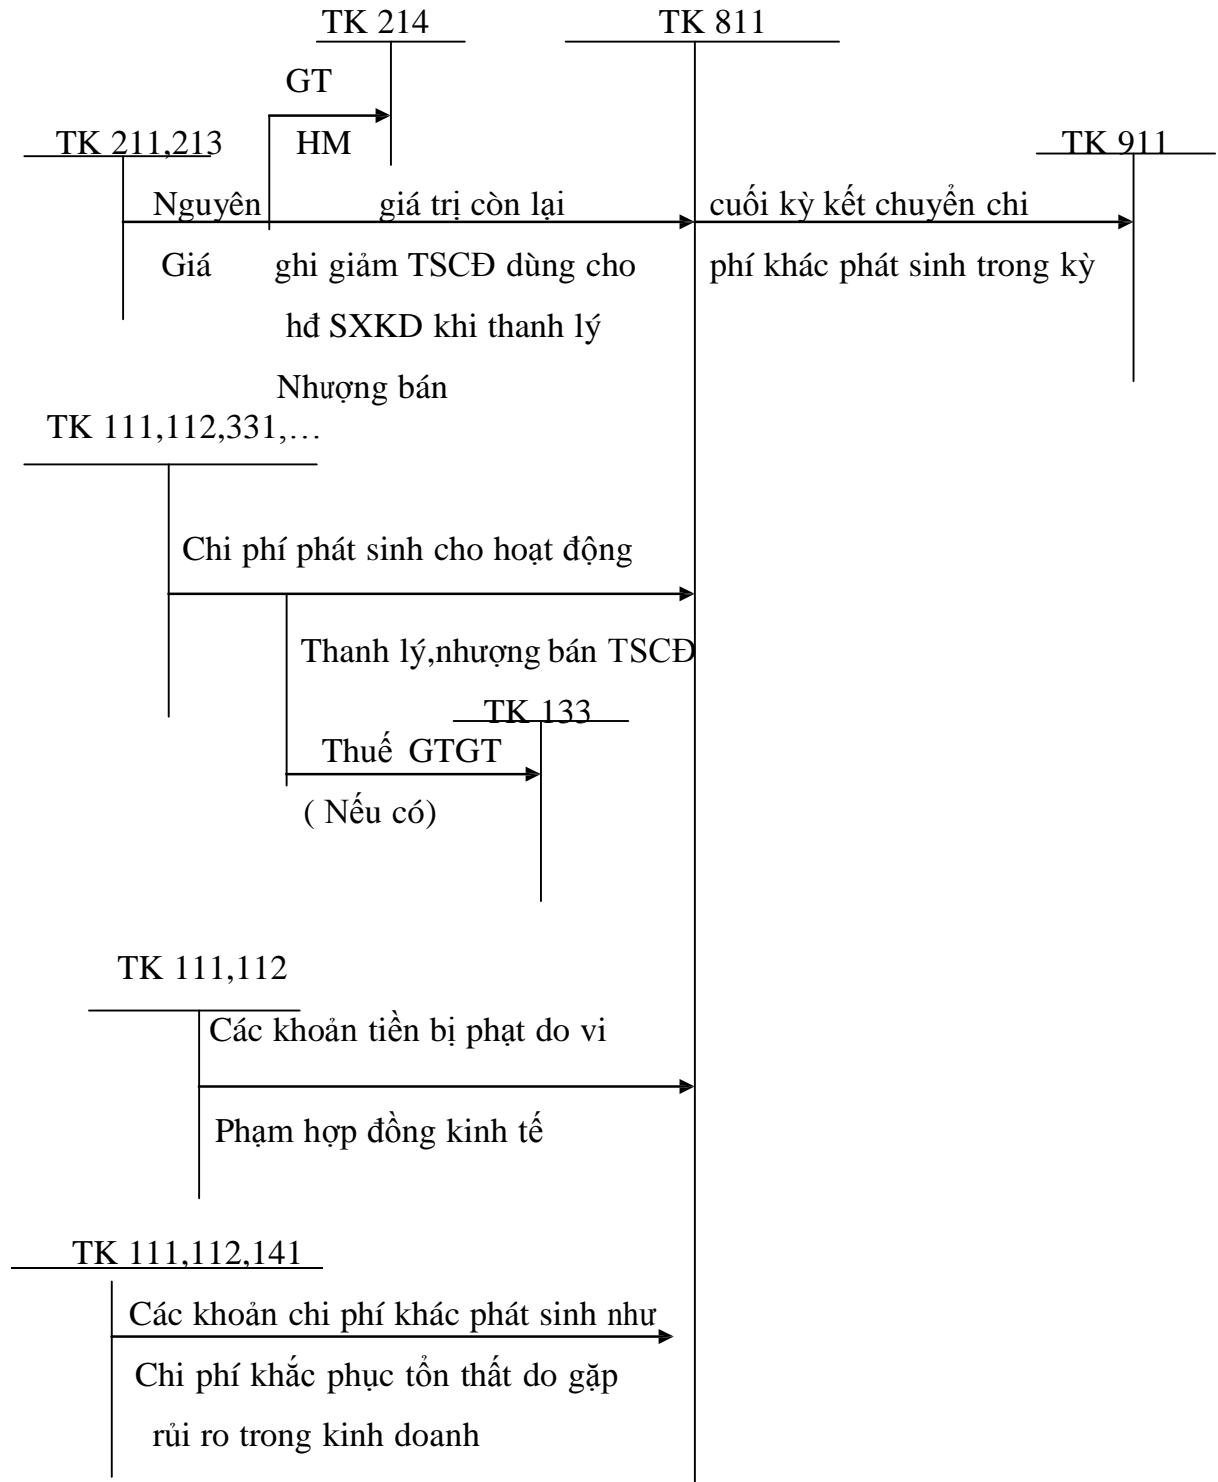 TK 214 TK 811
GT
TK 211,213 HM TK 911
Nguyên giá trị còn lại cuối kỳ kết chuyển chi
Giá ghi giảm TSCĐ dùng cho phí khác phát sinh trong kỳ
hđ SXKD khi thanh lý
Nhượng bán
TK 111,112,331,…
Chi phí phát sinh cho hoạt động
Thanh lý,nhượng bán TSCĐ
TK 133
Thuế GTGT
( Nếu có)
TK 111,112
Các khoản tiền bị phạt do vi
Phạm hợp đồng kinh tế
TK 111,112,141
Các khoản chi phí khác phát sinh như
Chi phí khắc phục tổn thất do gặp
rủi ro trong kinh doanh